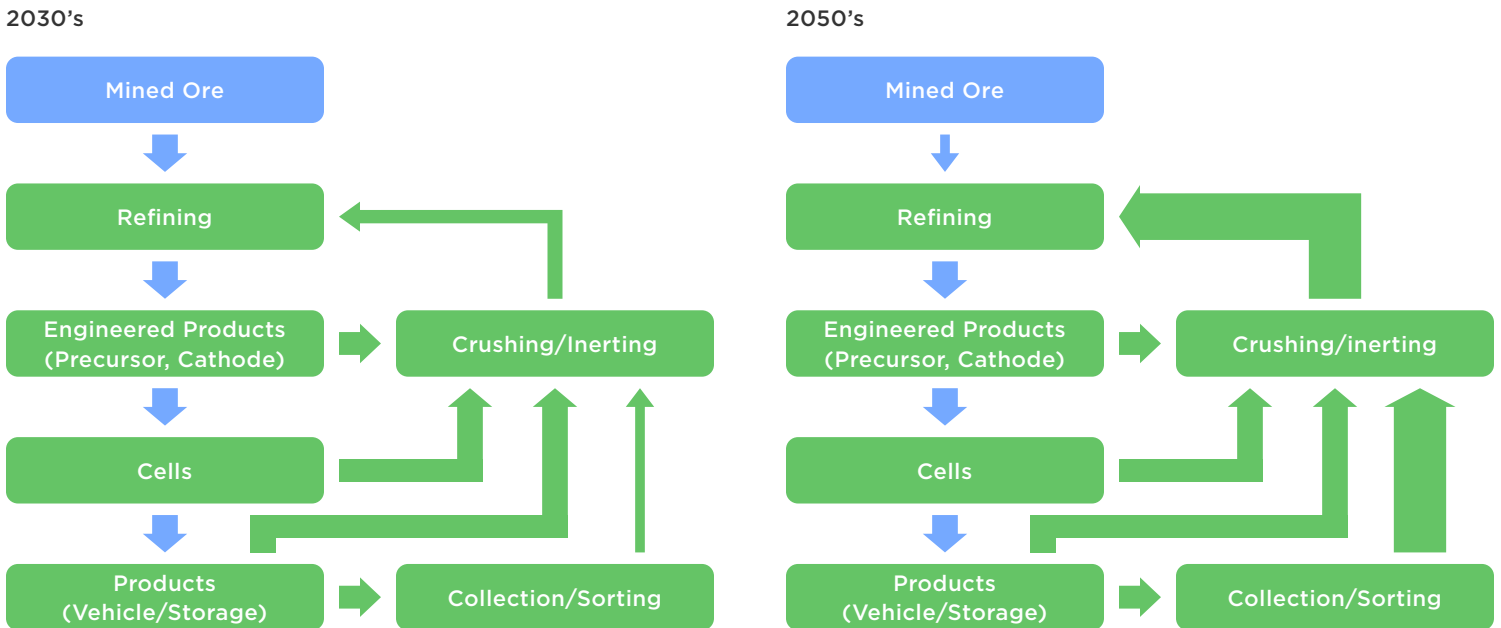 2030’s
Mined Ore
Refining
Engineered Products
(Precursor, Cathode)
Crushing/Inerting
Cells
Products
(Vehicle/Storage)
Collection/Sorting
2050’s
Mined Ore
Refining
Engineered Products
(Precursor, Cathode)
Crushing/inerting
Cells
Products
(Vehicle/Storage)
Collection/Sorting